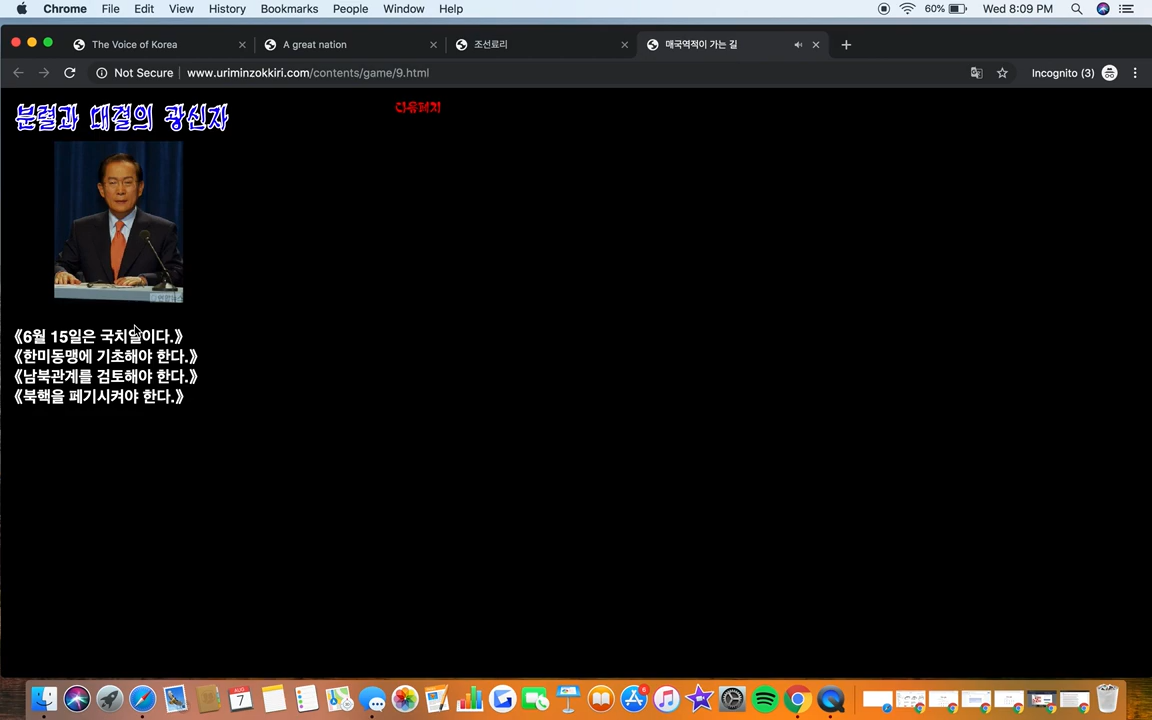 Chrome File Edit View History Bookmarks People Window Help 60% Wed 8:09 PM
The Voice of Korea
A great nation
조선료리
매국역적이 가는 길
Not Secure www.uriminzokkiri.com/contents/game/9.html Incognito (3)
분렬과 대결의 광신자
《6월 15일은 국치일이다.》
《한미동맹에 기초해야 한다.》
《남북관계를 검토해야 한다.》
《북핵을 페기시켜야 한다.》
AUG
7